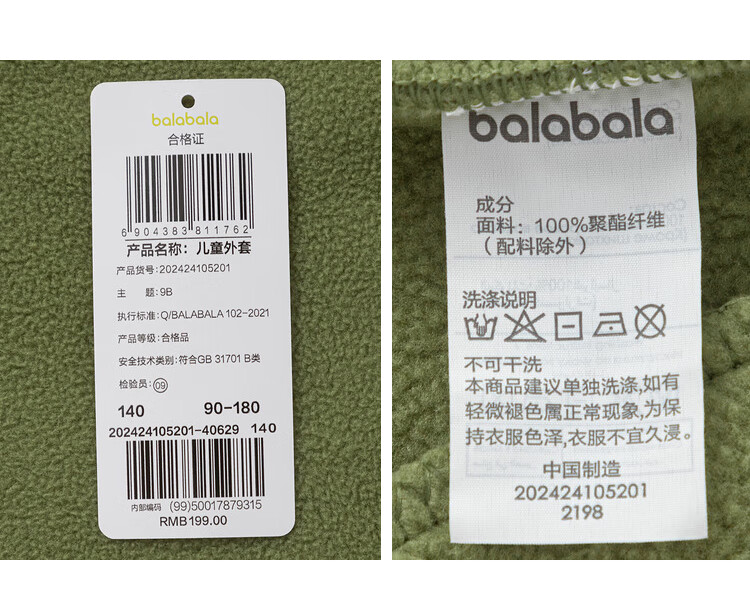 balabala
合格证
6 904383 811762
产品名称：儿童外套
产品货号：202424105201
主 题：9B
执行标准：Q/BALABALA 102-2021
产品等级：合格品
安全技术类别：符合GB 31701 B类
检验员：09
140 90-180
202424105201-40629 140
内部编码 (99)50017879315
RMB199.00
balabala
成分
面料：100%聚酯纤维
（配料除外）
洗涤说明
不可干洗
本商品建议单独洗涤,如有
轻微褪色属正常现象,为保
持衣服色泽,衣服不宜久浸。
中国制造
202424105201
2198